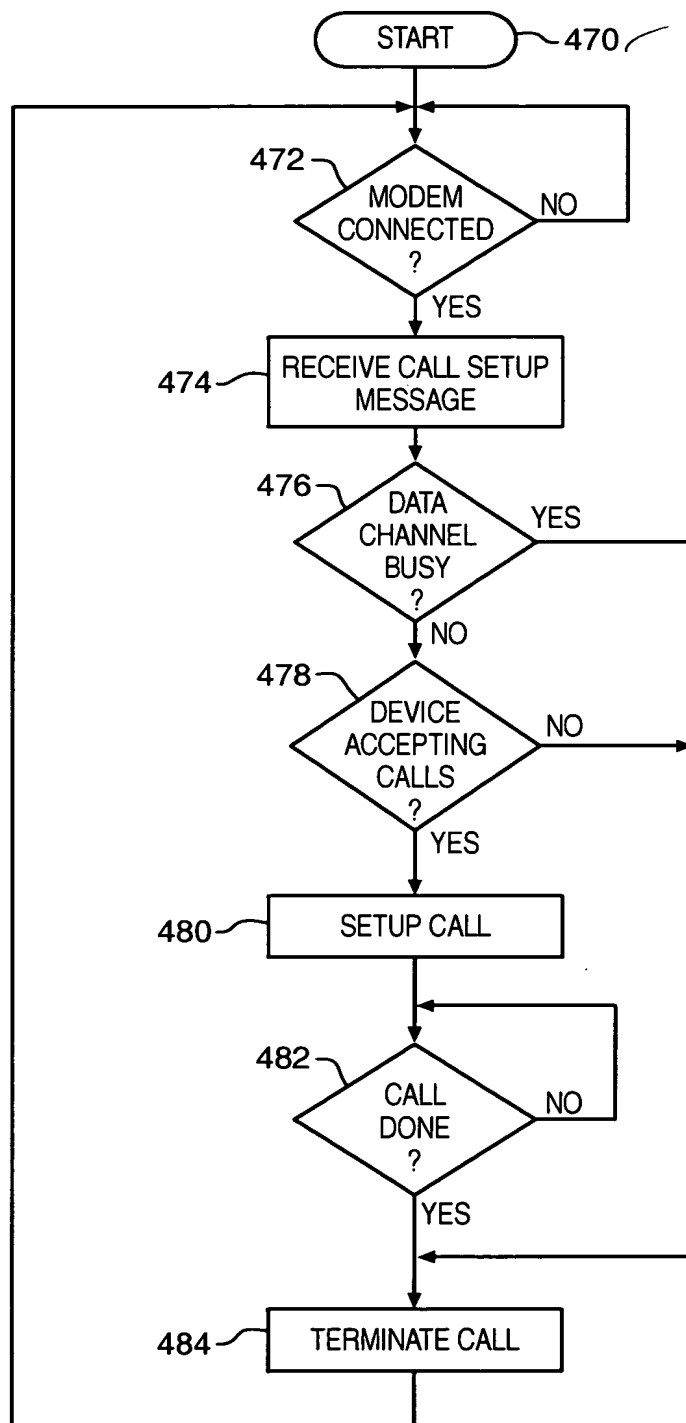 START
470
472
MODEM
CONNECTED
?
NO
YES
474
RECEIVE CALL SETUP
MESSAGE
476
DATA
CHANNEL
BUSY
?
YES
NO
478
DEVICE
ACCEPTING
CALLS
?
NO
YES
480
SETUP CALL
482
CALL
DONE
?
NO
YES
484
TERMINATE CALL